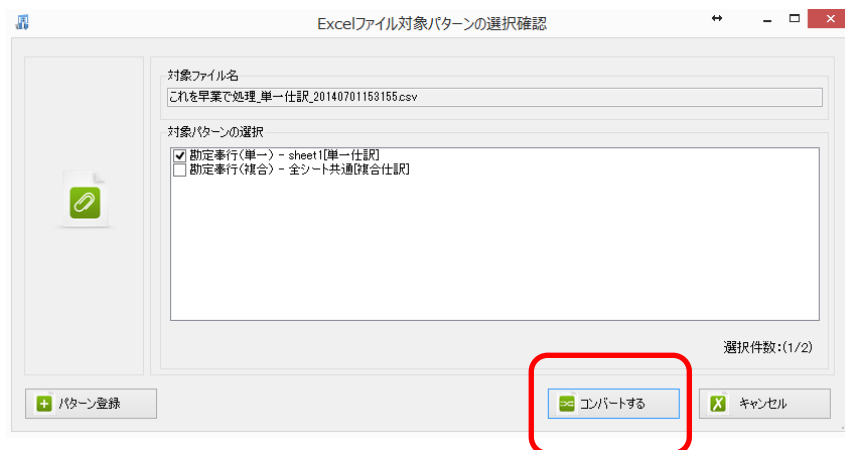 Excelファイル対象パターンの選択確認
対象ファイル名
これを早業で処理_単一仕訳_20140701153155.csv
対象パターンの選択
勘定奉行(単一) - sheet1[単一仕訳]
勘定奉行(複合) - 全シート共通[複合仕訳]
選択件数:(1/2)
パターン登録
コンバートする
キャンセル